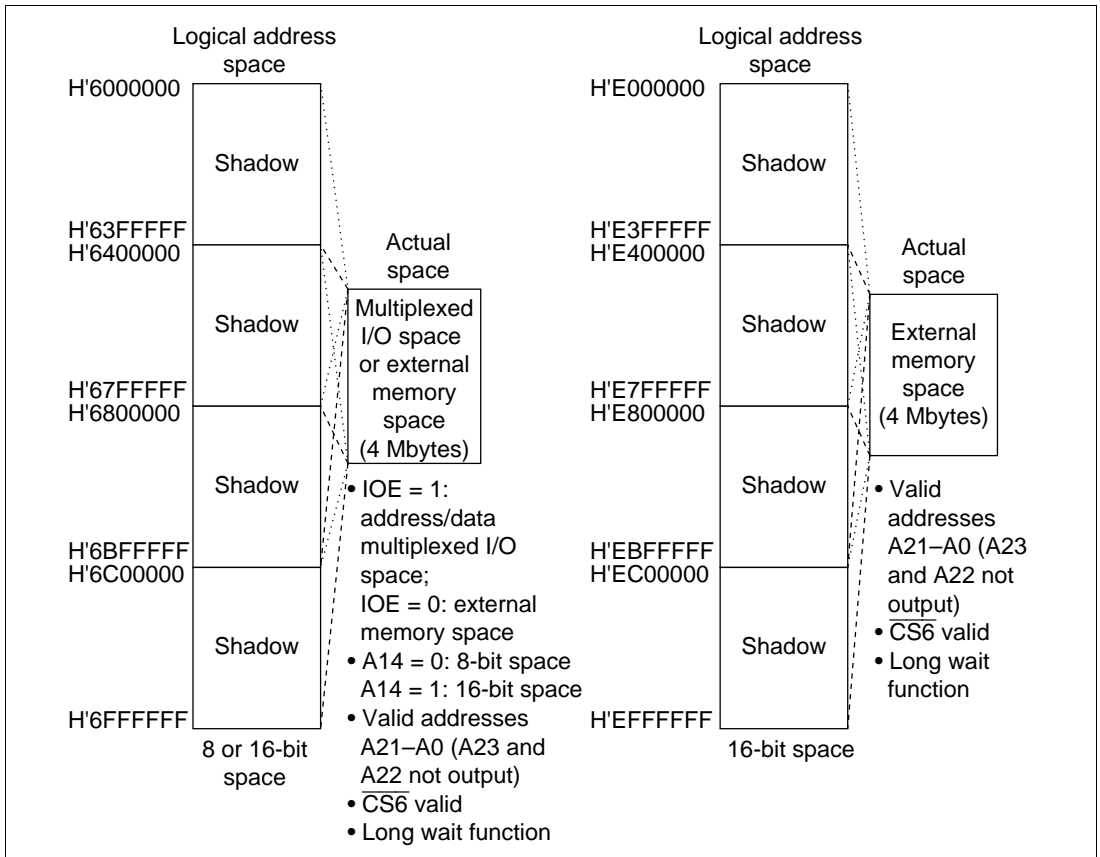 Logical address
space
H'6000000
Shadow
H'63FFFFF
H'6400000
Shadow
H'67FFFFF
H'6800000
Shadow
H'6BFFFFF
H'6C00000
Shadow
H'6FFFFFF
8 or 16-bit
space
Actual
space
Multiplexed
I/O space
or external
memory
space
(4 Mbytes)
• IOE = 1:
address/data
multiplexed I/O
space;
IOE = 0: external
memory space
• A14 = 0: 8-bit space
A14 = 1: 16-bit space
• Valid addresses
A21–A0 (A23 and
A22 not output)
• C̅S̅6̅ valid
• Long wait function
Logical address
space
H'E000000
Shadow
H'E3FFFFF
H'E400000
Shadow
H'E7FFFFF
H'E800000
Shadow
H'EBFFFFF
H'EC00000
Shadow
H'EFFFFFF
16-bit space
Actual
space
External
memory
space
(4 Mbytes)
• Valid
addresses
A21–A0 (A23
and A22 not
output)
• C̅S̅6̅ valid
• Long wait
function